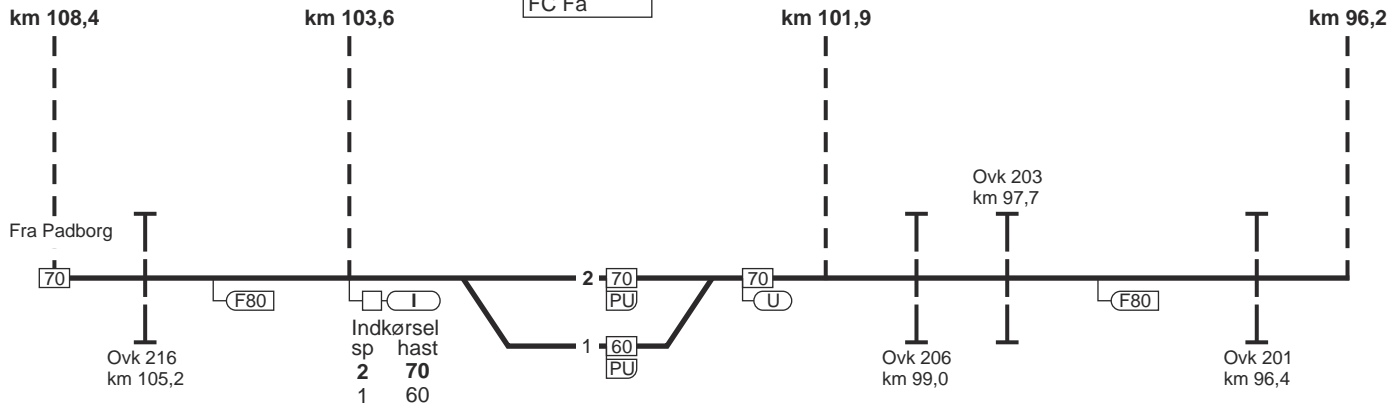 FC Fa
km 108,4
km 103,6
km 101,9
km 96,2
Ovk 203
km 97,7
Fra Padborg
70
2
70
70
F80
I
PU
U
F80
Indkørsel
sp hast
2 70
1 60
1
60
PU
Ovk 216
km 105,2
Ovk 206
km 99,0
Ovk 201
km 96,4